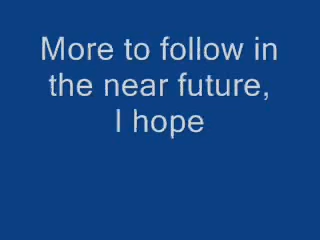 More to follow in
the near future,
I hope